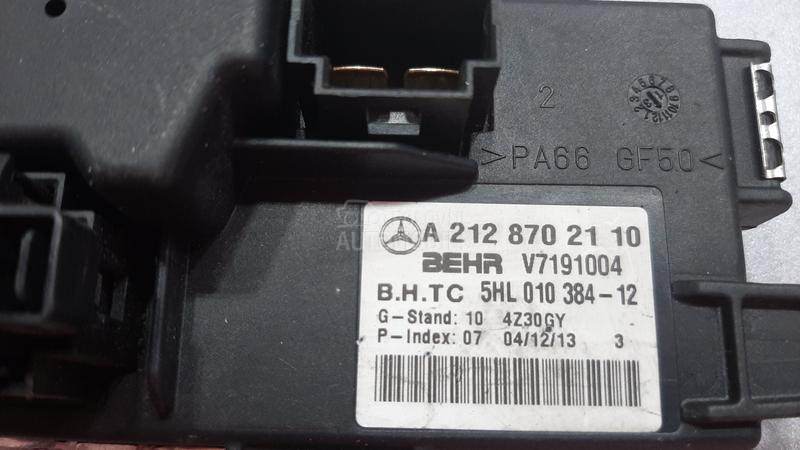 2
>PA66 GF50<
A 212 870 21 10
BEHR V7191004
B.H.TC 5HL 010 384-12
G-Stand: 10 4Z30GY
P-Index: 07 04/12/13 3